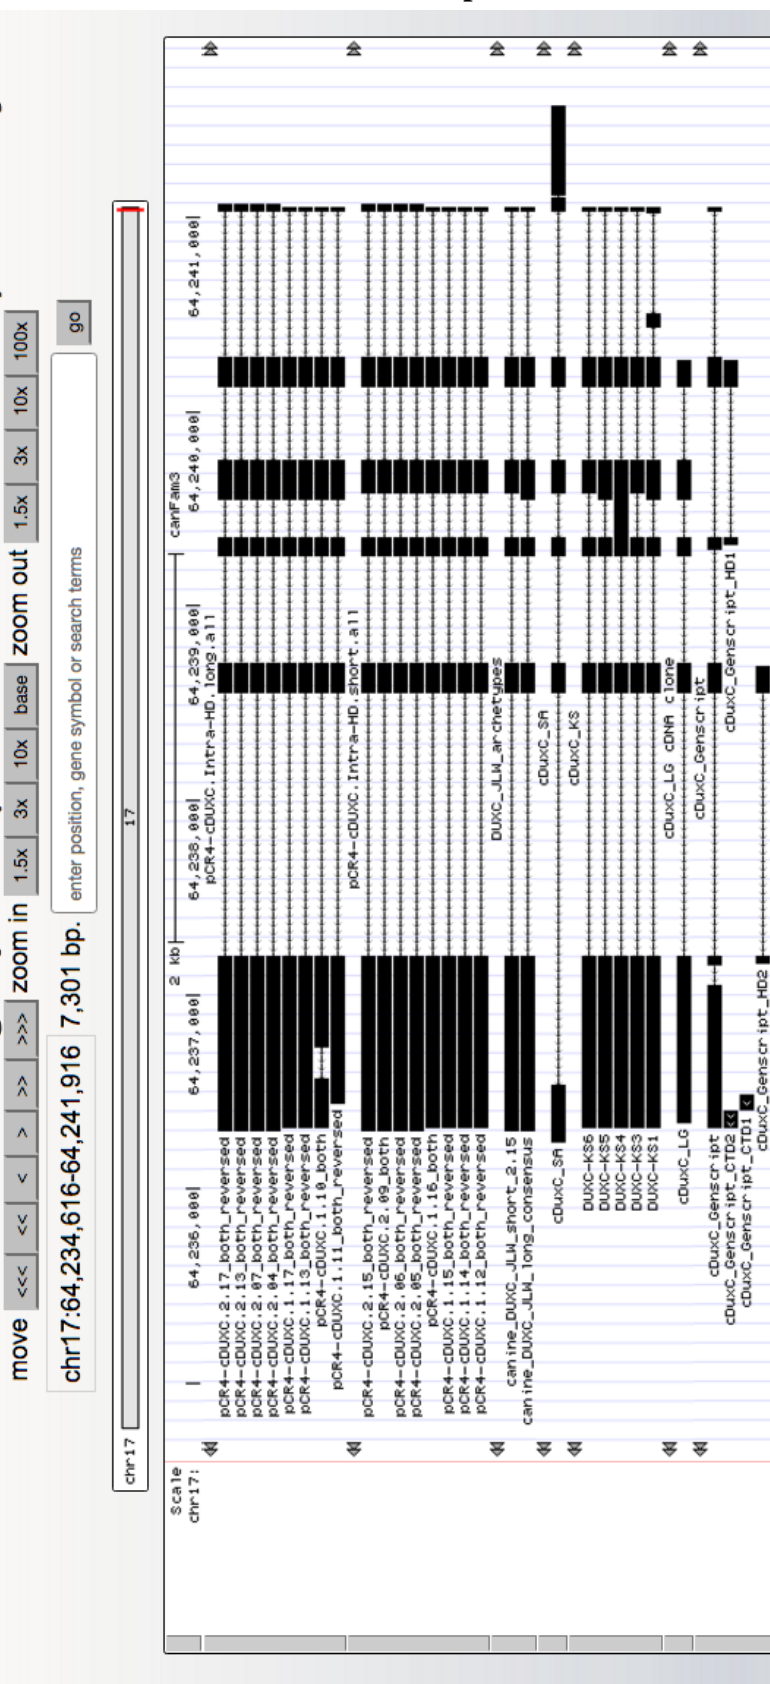 move <<< << < > >> >>> zoom in 1.5x 3x 10x base zoom out 1.5x 3x 10x 100x
chr17:64,234,616-64,241,916 7,301 bp. enter position, gene symbol or search terms go
chr17 17
Scale 2 kb canFam3
chr17: 64,236,000| 64,237,000| 64,238,000| 64,239,000| 64,240,000| 64,241,000|
pCR4-cDUXC.Intra-HD.long.all
pCR4-cDUXC.2.17_both_reversed
pCR4-cDUXC.2.13_both_reversed
pCR4-cDUXC.2.07_both_reversed
pCR4-cDUXC.2.04_both_reversed
pCR4-cDUXC.1.17_both_reversed
pCR4-cDUXC.1.13_both_reversed
pCR4-cDUXC.1.10_both
pCR4-cDUXC.1.11_both_reversed
pCR4-cDUXC.Intra-HD.short.all
pCR4-cDUXC.2.15_both_reversed
pCR4-cDUXC.2.09_both
pCR4-cDUXC.2.06_both_reversed
pCR4-cDUXC.2.05_both_reversed
pCR4-cDUXC.1.16_both
pCR4-cDUXC.1.15_both_reversed
pCR4-cDUXC.1.14_both_reversed
pCR4-cDUXC.1.12_both_reversed
DUXC_JLW_archetypes
canine_DUXC_JLW_short_2.15
canine_DUXC_JLW_long_consensus
cDuxC_SA
cDuxC_SA
cDuxC_KS
DUXC-KS6
DUXC-KS5
DUXC-KS4
DUXC-KS3
DUXC-KS1
cDuxC_LG cDNA clone
cDuxC_LG
cDuxC_Genscript
cDuxC_Genscript
cDuxC_Genscript_CTD2 cDuxC_Genscript_HD1
cDuxC_Genscript_CTD1
cDuxC_Genscript_HD2